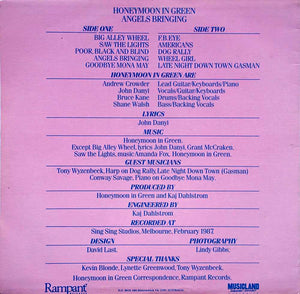 HONEYMOON IN GREEN
ANGELS BRINGING
SIDE ONE
BIG ALLEY WHEEL
SAW THE LIGHTS
POOR, BLACK AND BLIND
ANGELS BRINGING
GOODBYE MONA MAY
SIDE TWO
F.B. EYE
AMERICANS
DOG RALLY
WHEEL GIRL
LATE NIGHT DOWN TOWN GASMAN
HONEYMOON IN GREEN ARE
Andrew Crowder Lead Guitar/Keyboards/Piano
John Danyi Vocals/Guitar/Keyboards
Bruce Kane Drums/Backing Vocals
Shane Walsh Bass/Backing Vocals
LYRICS
John Danyi
MUSIC
Honeymoon in Green.
Except Big Alley Wheel, lyrics John Danyi, Grant McCraken.
Saw the Lights, music Amanda Fox, Honeymoon in Green.
GUEST MUSICIANS
Tony Wyzenbeek, Harp on Dog Rally, Late Night Down Town (Gasman)
Conway Savage, Piano on Goodbye Mona May.
PRODUCED BY
Honeymoon in Green and Kaj Dahlstrom
ENGINEERED BY
Kaj Dahlstrom
RECORDED AT
Sing Sing Studios, Melbourne. February 1987
DESIGN
David Last.
PHOTOGRAPHY
Lindy Gibbs.
SPECIAL THANKS
Kevin Blonde, Lynette Greenwood, Tony Wyzenbeek.
Honeymoon in Green Correspondence, Rampant Records.
Rampant
MUSICLAND